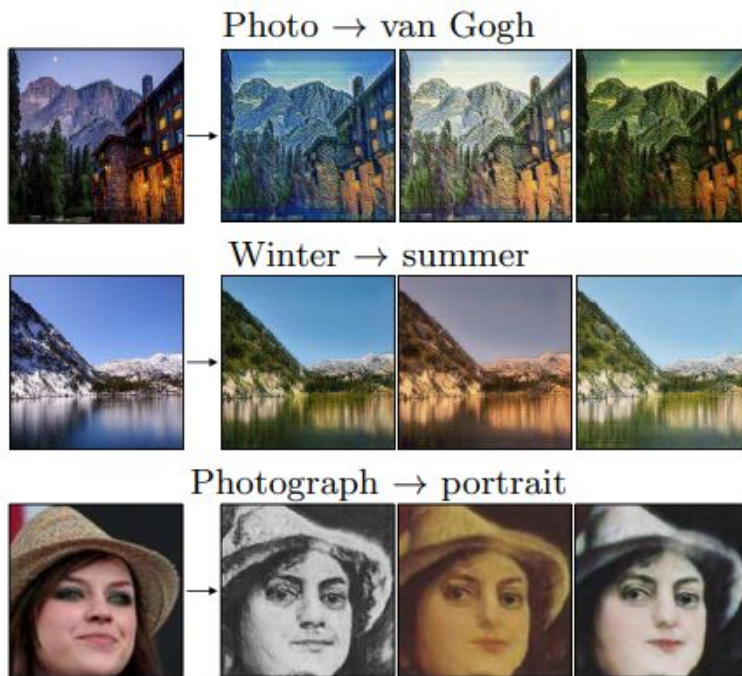 Photo → van Gogh
Winter → summer
Photograph → portrait